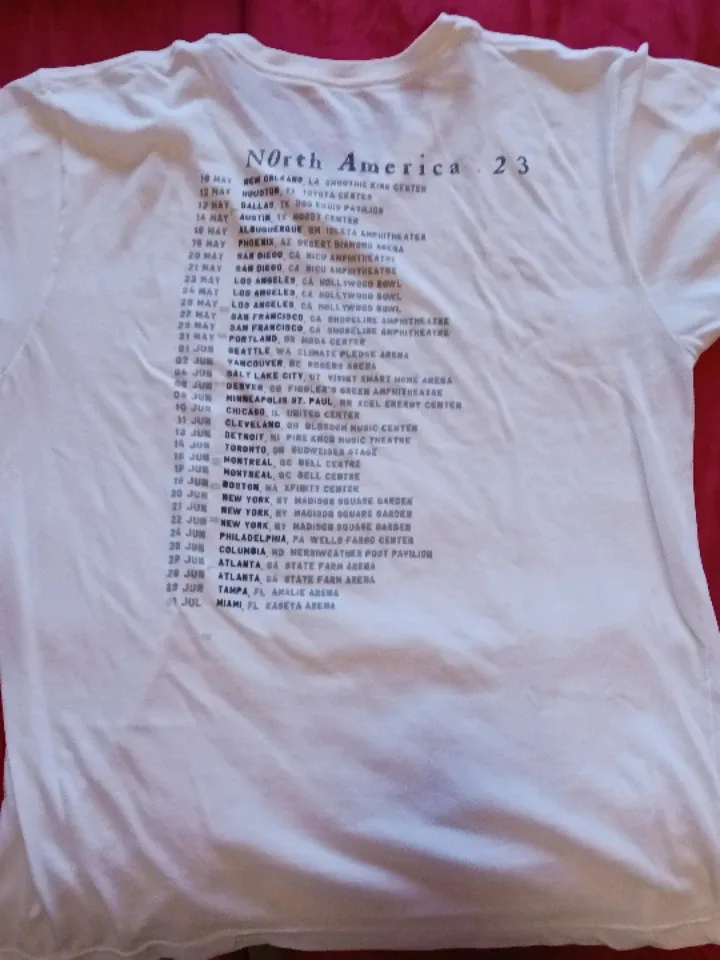 N0rth America . 23
10 MAY NEW ORLEANS, LA SMOOTHIE KING CENTER
12 MAY HOUSTON, TX TOYOTA CENTER
13 MAY DALLAS, TX DOS EQUIS PAVILION
14 MAY AUSTIN, TX MOODY CENTER
16 MAY ALBUQUERQUE NM ISLETA AMPHITHEATER
18 MAY PHOENIX, AZ DESERT DIAMOND ARENA
20 MAY SAN DIEGO, CA NICU AMPHITHEATRE
21 MAY SAN DIEGO, CA NICU AMPHITHEATRE
23 MAY LOS ANGELES, CA HOLLYWOOD BOWL
24 MAY LOS ANGELES, CA HOLLYWOOD BOWL
25 MAY LOS ANGELES, CA HOLLYWOOD BOWL
27 MAY SAN FRANCISCO, CA SHORELINE AMPHITHEATRE
29 MAY SAN FRANCISCO, CA SHORELINE AMPHITHEATRE
31 MAY PORTLAND, OR MODA CENTER
01 JUN SEATTLE, WA CLIMATE PLEDGE ARENA
02 JUN VANCOUVER, BC ROGERS ARENA
04 JUN SALT LAKE CITY, UT VIVINT SMART HOME ARENA
06 JUN DENVER, CO FIDDLER'S GREEN AMPHITHEATRE
08 JUN MINNEAPOLIS ST. PAUL, MN XCEL ENERGY CENTER
10 JUN CHICAGO, IL UNITED CENTER
11 JUN CLEVELAND, OH BLOSSOM MUSIC CENTER
13 JUN DETROIT, MI PINE KNOB MUSIC THEATRE
14 JUN TORONTO, ON BUDWEISER STAGE
16 JUN MONTREAL, QC BELL CENTRE
17 JUN MONTREAL, QC BELL CENTRE
18 JUN BOSTON, MA XFINITY CENTER
20 JUN NEW YORK, NY MADISON SQUARE GARDEN
21 JUN NEW YORK, NY MADISON SQUARE GARDEN
22 JUN NEW YORK, NY MADISON SQUARE GARDEN
24 JUN PHILADELPHIA, PA WELLS FARGO CENTER
25 JUN COLUMBIA, MD MERRIWEATHER POST PAVILION
27 JUN ATLANTA, GA STATE FARM ARENA
28 JUN ATLANTA, GA STATE FARM ARENA
29 JUN TAMPA, FL AMALIE ARENA
01 JUL MIAMI, FL KASEYA ARENA